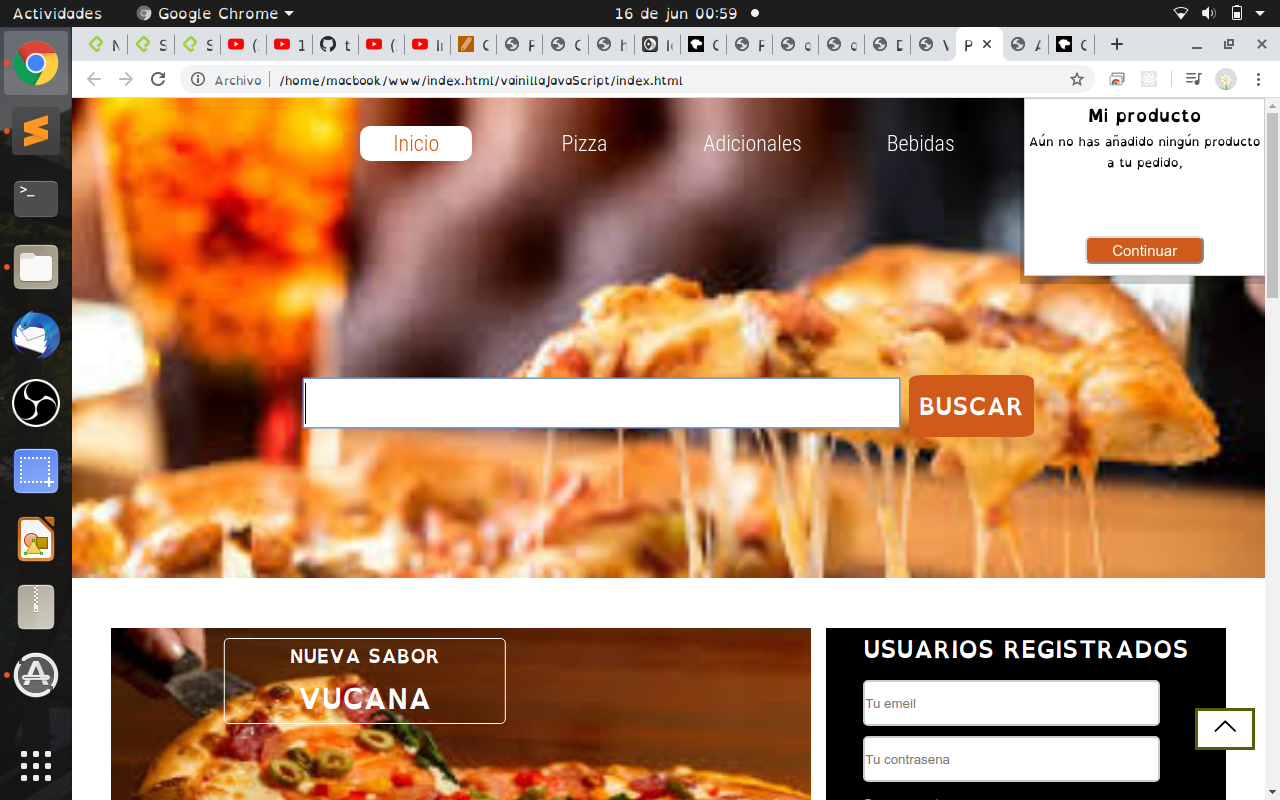 Actividades
Google Chrome
16 de jun 00:59
Archivo
/home/macbook/www/index.html/vainillaJavaScript/index.html
Inicio
Pizza
Adicionales
Bebidas
Mi producto
Aún no has añadido ningún producto
a tu pedido,
Continuar
BUSCAR
NUEVA SABOR
VUCANA
USUARIOS REGISTRADOS
Tu emeil
Tu contrasena